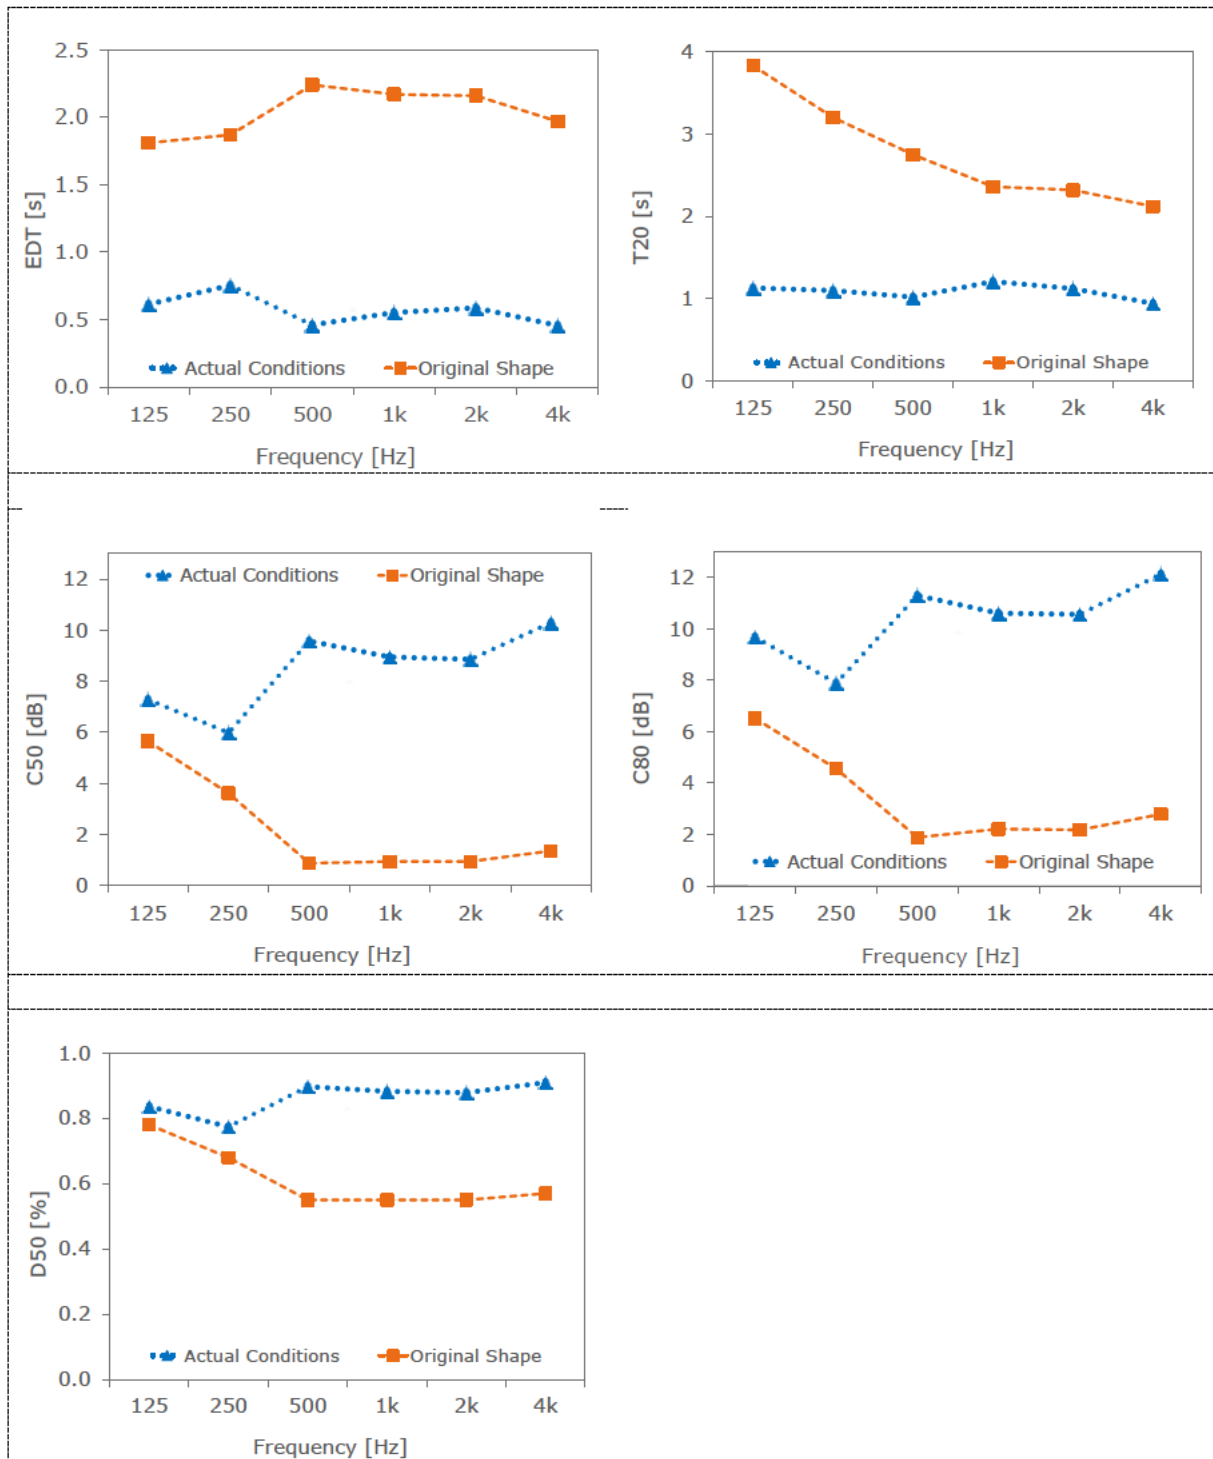 2.5
2.0
1.5
1.0
0.5
0.0
EDT [s]
Actual Conditions Original Shape
125 250 500 1k 2k 4k
Frequency [Hz]
4
3
2
1
0
T20 [s]
Actual Conditions Original Shape
125 250 500 1k 2k 4k
Frequency [Hz]
12
10
8
6
4
2
0
C50 [dB]
Actual Conditions Original Shape
125 250 500 1k 2k 4k
Frequency [Hz]
12
10
8
6
4
2
0
C80 [dB]
Actual Conditions Original Shape
125 250 500 1k 2k 4k
Frequency [Hz]
1.0
0.8
0.6
0.4
0.2
0.0
D50 [%]
Actual Conditions Original Shape
125 250 500 1k 2k 4k
Frequency [Hz]